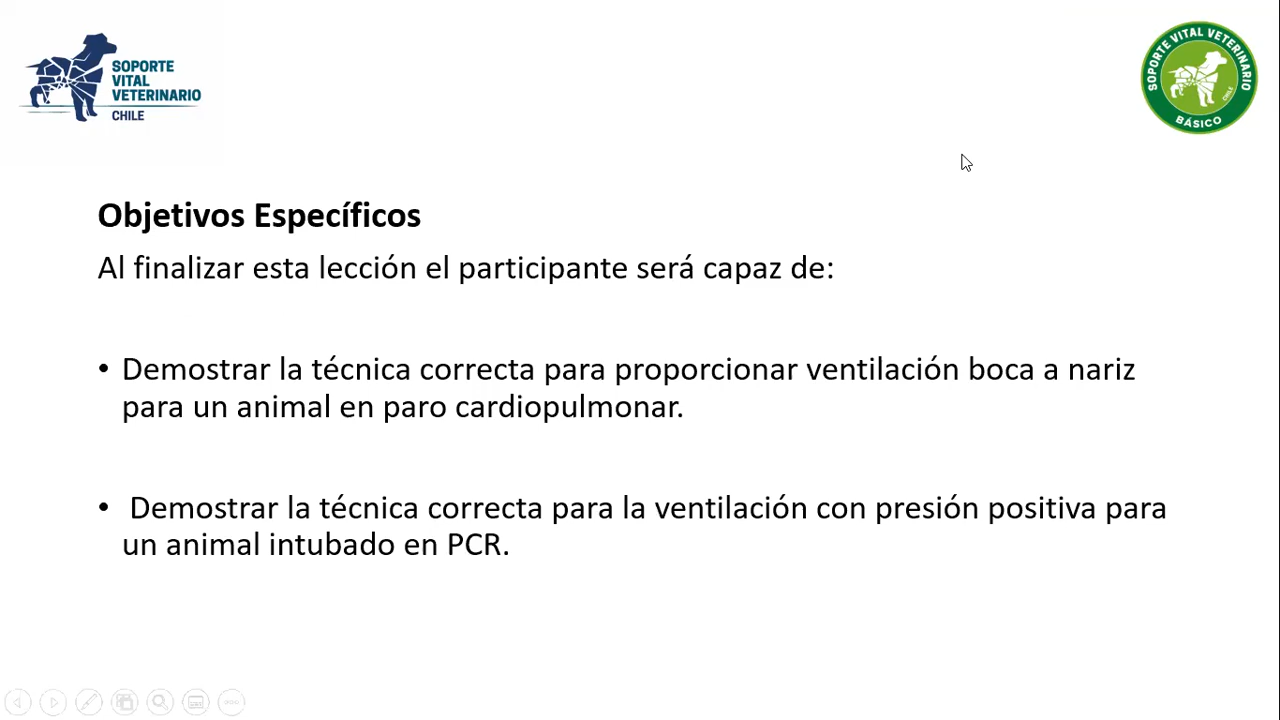 SOPORTE
VITAL
VETERINARIO
CHILE
SOPORTE VITAL VETERINARIO
CHILE
BÁSICO
Objetivos Específicos
Al finalizar esta lección el participante será capaz de:
• Demostrar la técnica correcta para proporcionar ventilación boca a nariz
para un animal en paro cardiopulmonar.
• Demostrar la técnica correcta para la ventilación con presión positiva para
un animal intubado en PCR.